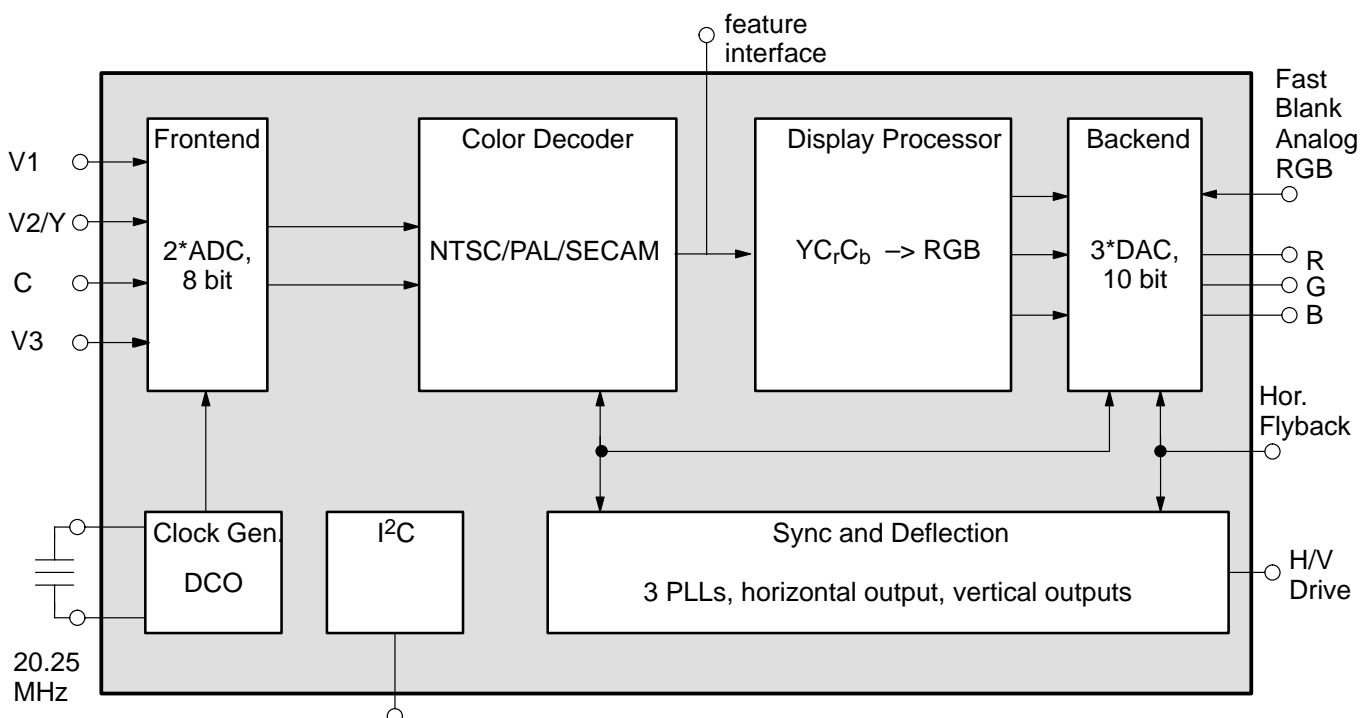 feature
interface
Fast
Blank
Analog
RGB
Frontend
Color Decoder
Display Processor
Backend
V1
V2/Y
C
V3
2*ADC,
8 bit
NTSC/PAL/SECAM
YCrCb –> RGB
3*DAC,
10 bit
R
G
B
Hor.
Flyback
Clock Gen.
DCO
I²C
Sync and Deflection
3 PLLs, horizontal output, vertical outputs
H/V
Drive
20.25
MHz